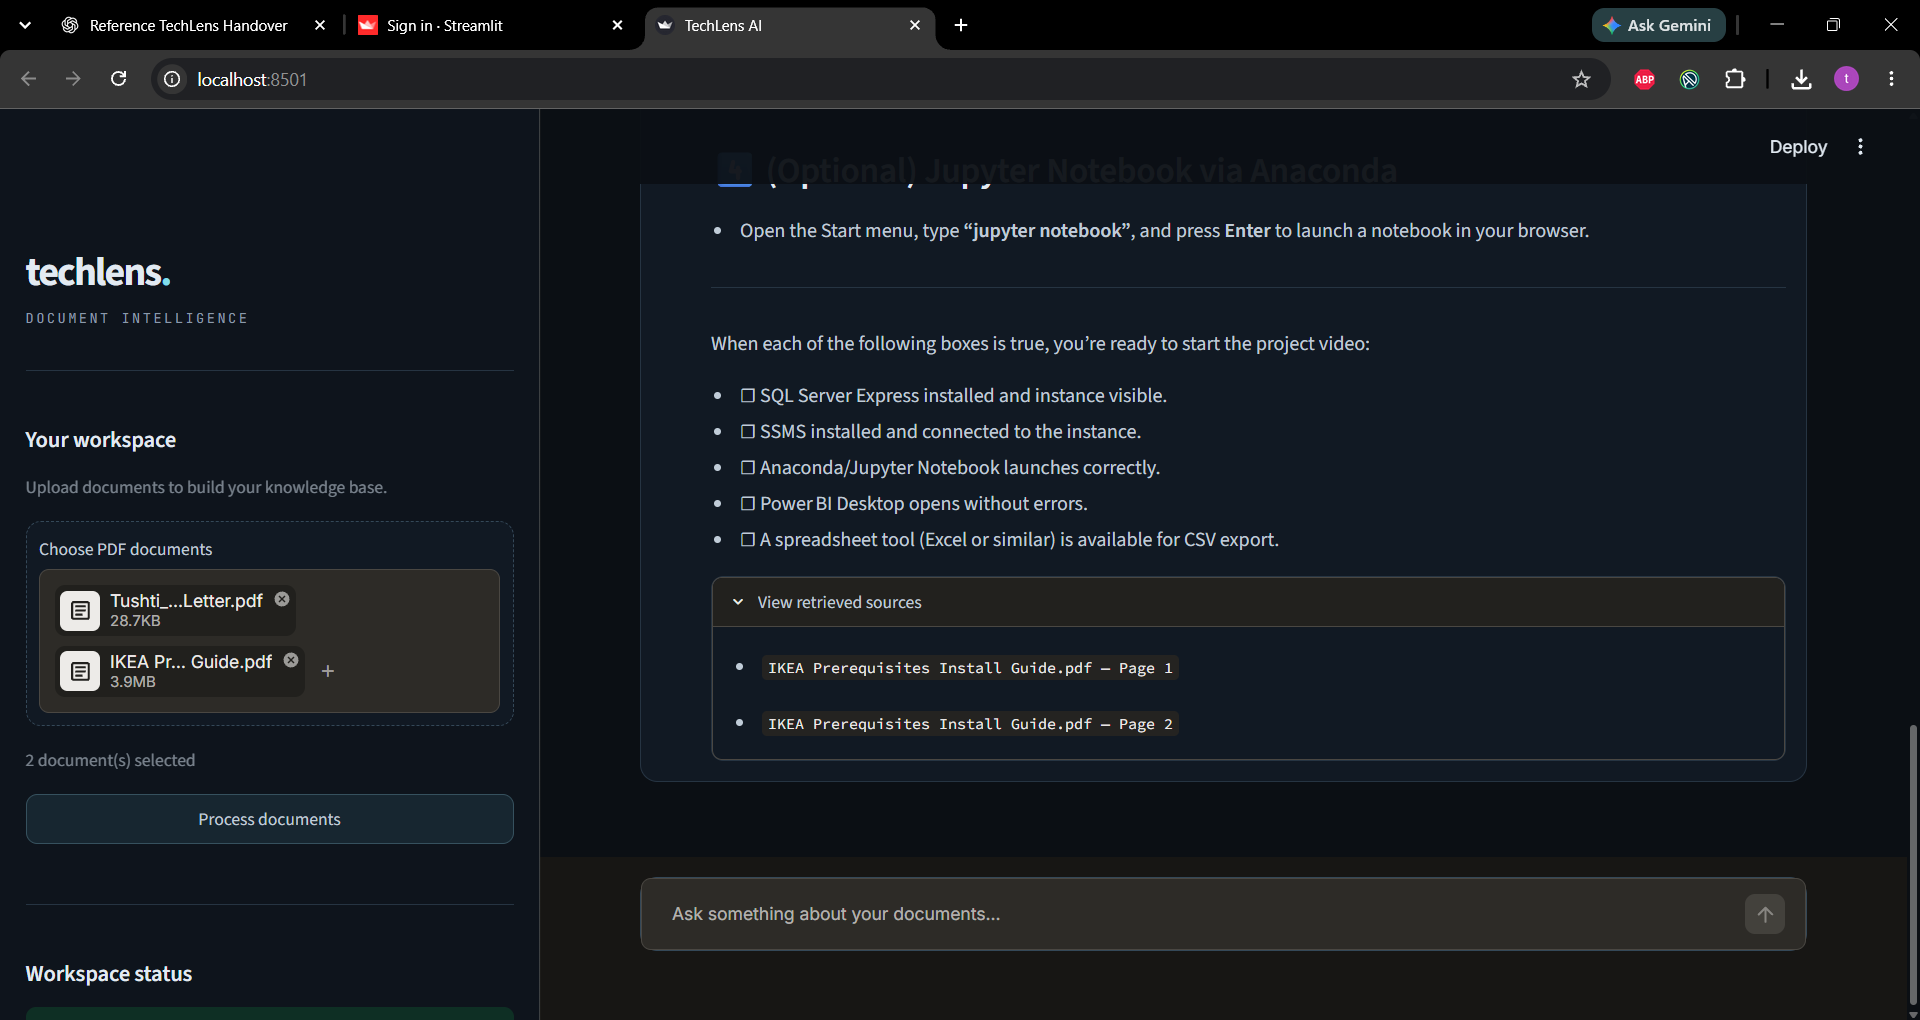 Reference TechLens Handover
Sign in · Streamlit
TechLens AI
Ask Gemini
localhost:8501
ABP
t
Deploy
techlens.
DOCUMENT INTELLIGENCE
Your workspace
Upload documents to build your knowledge base.
Choose PDF documents
Tushti_...Letter.pdf
28.7KB
IKEA Pr... Guide.pdf
3.9MB
2 document(s) selected
Process documents
Workspace status
(Optional) Jupyter Notebook via Anaconda
• Open the Start menu, type “jupyter notebook”, and press Enter to launch a notebook in your browser.
When each of the following boxes is true, you’re ready to start the project video:
• ☐ SQL Server Express installed and instance visible.
• ☐ SSMS installed and connected to the instance.
• ☐ Anaconda/Jupyter Notebook launches correctly.
• ☐ Power BI Desktop opens without errors.
• ☐ A spreadsheet tool (Excel or similar) is available for CSV export.
View retrieved sources
• IKEA Prerequisites Install Guide.pdf — Page 1
• IKEA Prerequisites Install Guide.pdf — Page 2
Ask something about your documents...